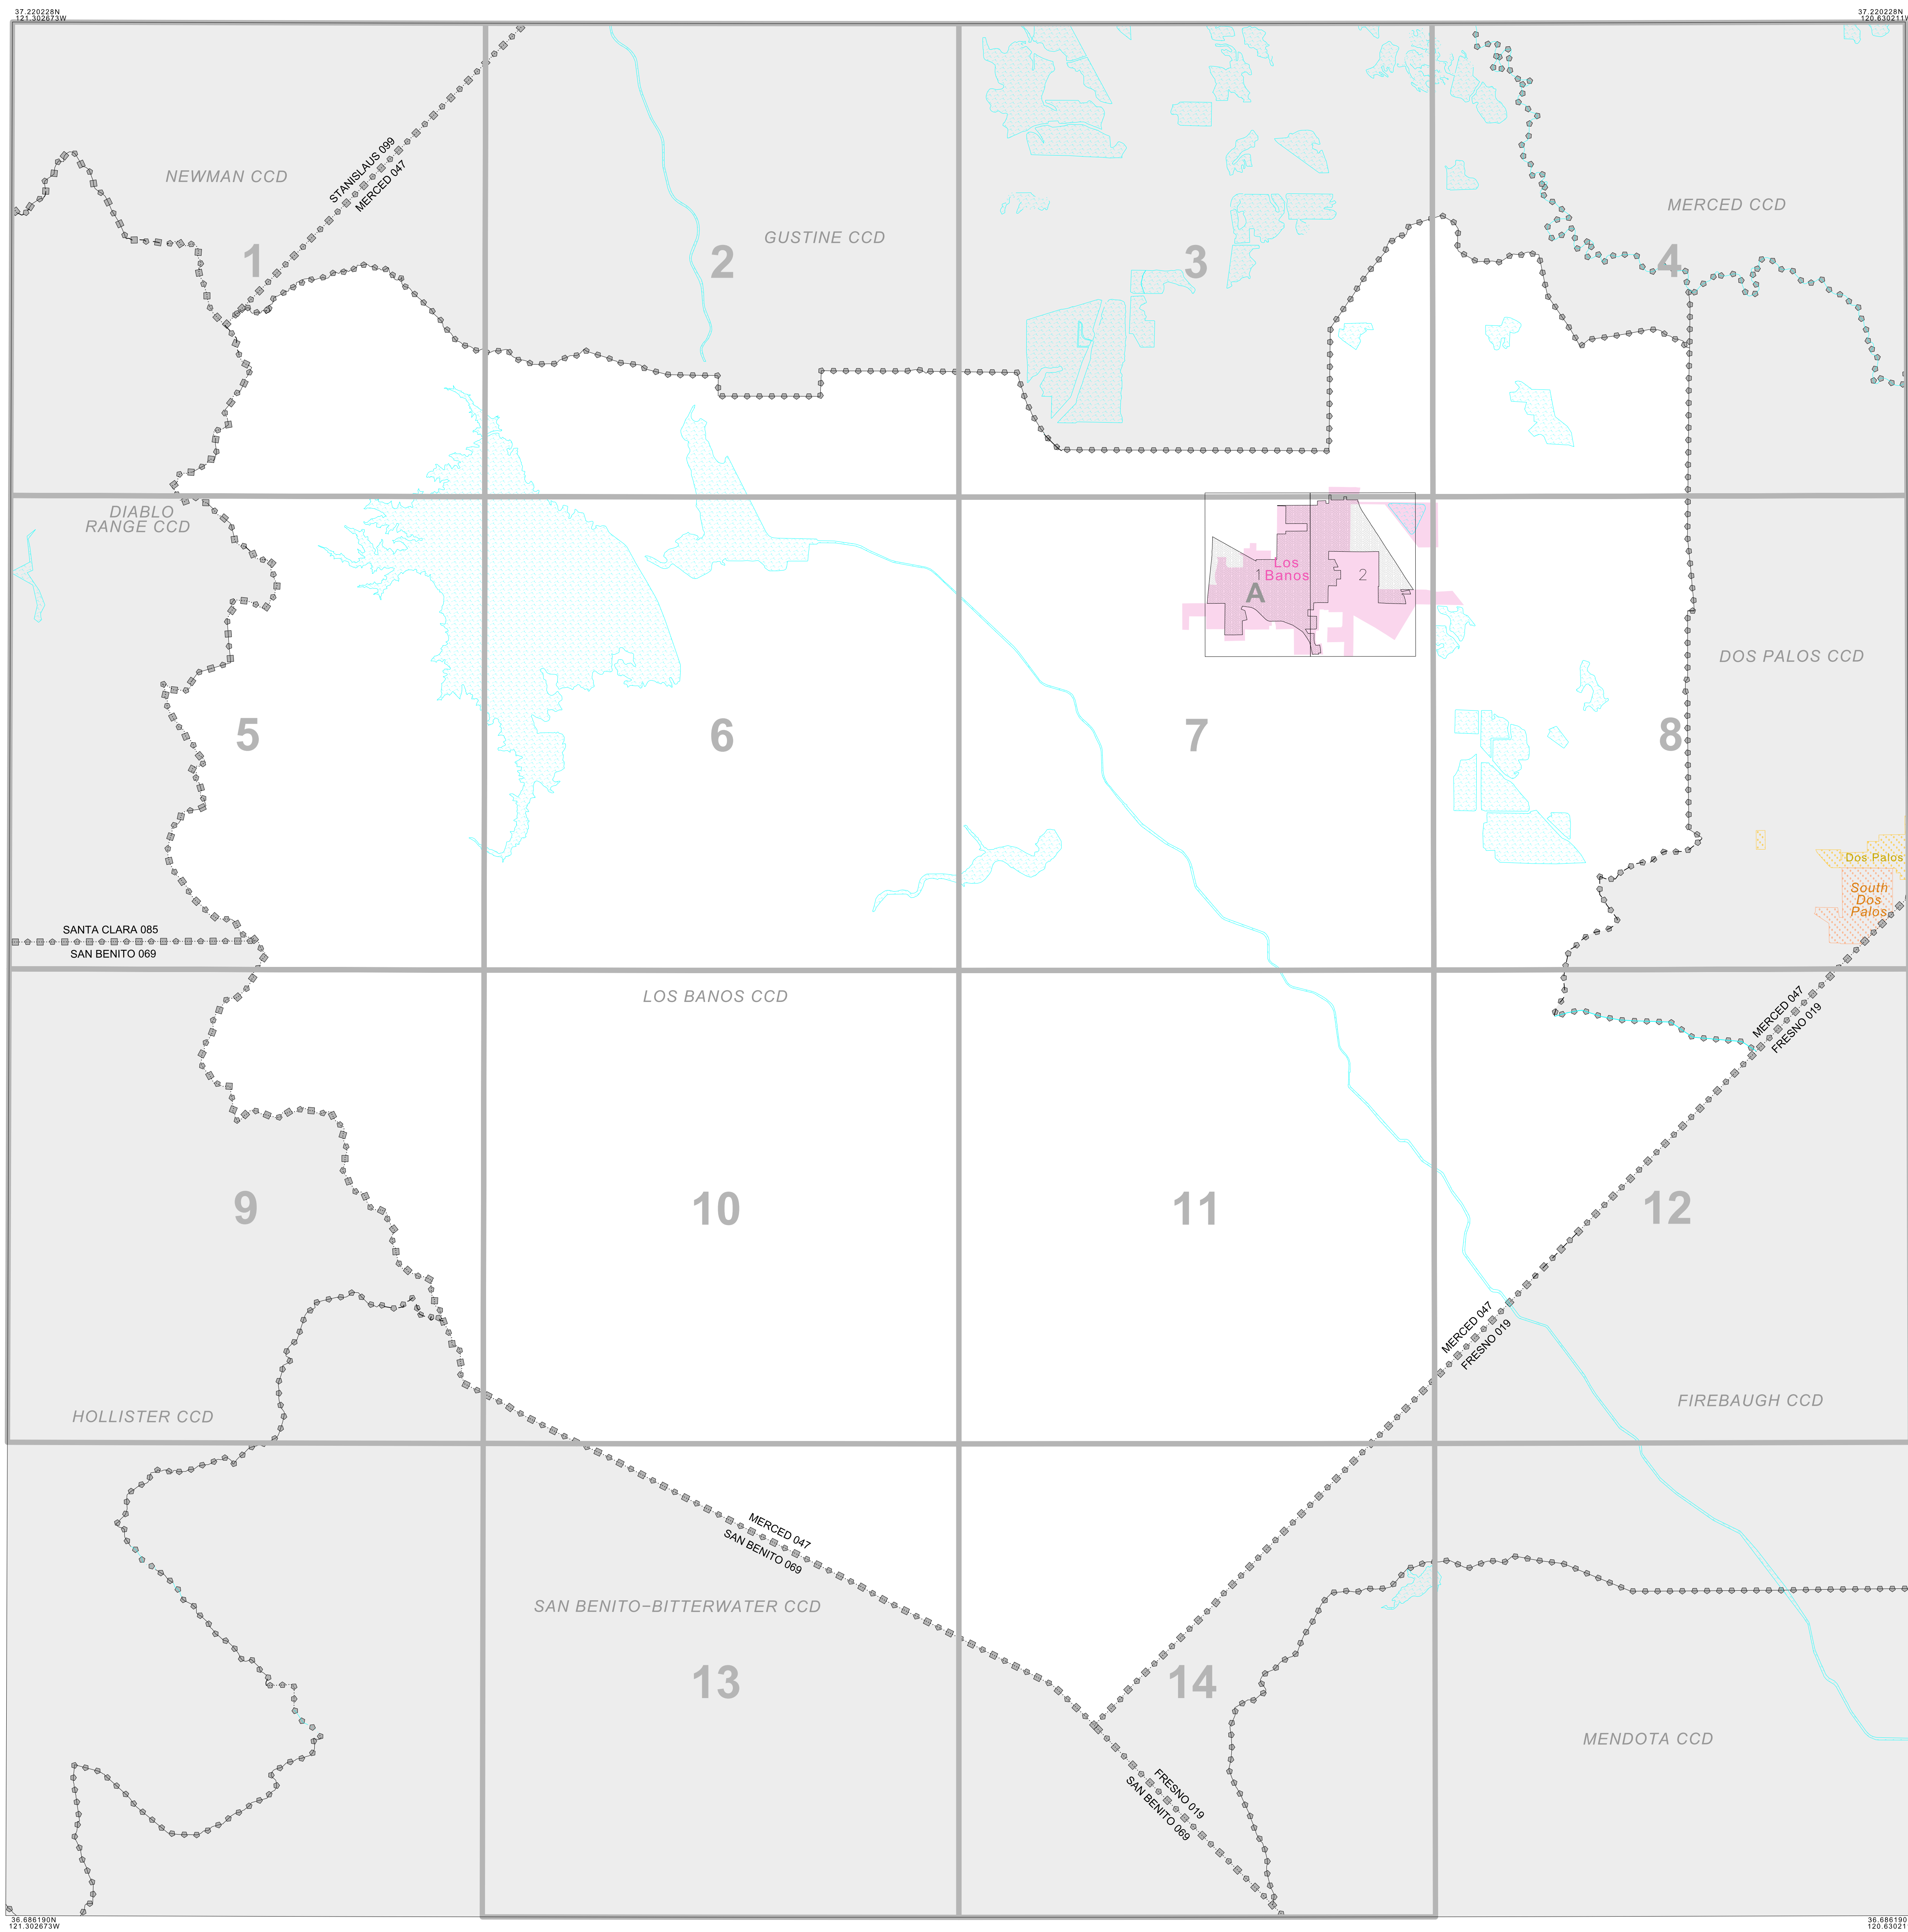 37.220228N
121.302673W
37.220228N
120.630211W
NEWMAN CCD
STANISLAUS 099
MERCED 047
GUSTINE CCD
MERCED CCD
1
2
3
4
DIABLO
RANGE CCD
Los
Banos
1
2
A
DOS PALOS CCD
5
6
7
8
Dos Palos
South
Dos
Palos
SANTA CLARA 085
SAN BENITO 069
LOS BANOS CCD
MERCED 047
FRESNO 019
9
10
11
12
MERCED 047
FRESNO 019
HOLLISTER CCD
FIREBAUGH CCD
MERCED 047
SAN BENITO 069
SAN BENITO–BITTERWATER CCD
13
14
MENDOTA CCD
FRESNO 019
SAN BENITO 069
36.686190N
121.302673W
36.686190
120.63021